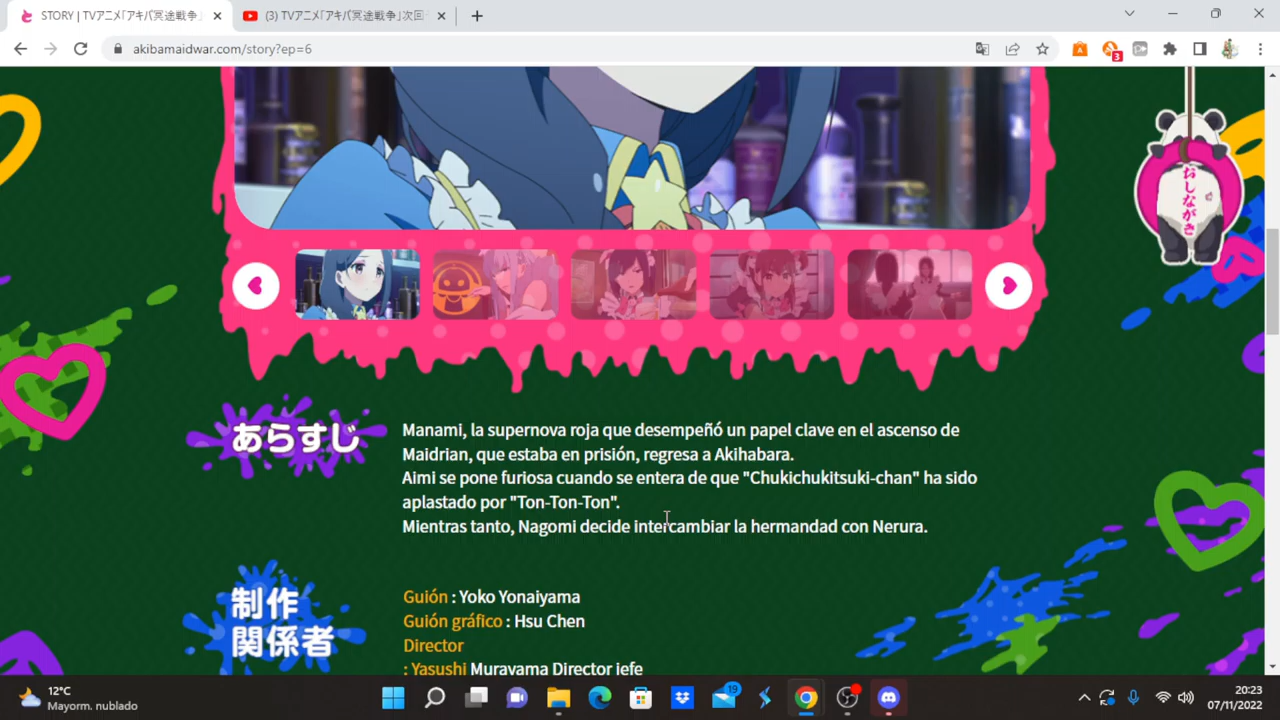 STORY | TVアニメ「アキバ冥途戦争」
(3) TVアニメ「アキバ冥途戦争」次回
akibamaidwar.com/story?ep=6
3
おしながき
あらすじ
Manami, la supernova roja que desempeñó un papel clave en el ascenso de
Maidrian, que estaba en prisión, regresa a Akihabara.
Aimi se pone furiosa cuando se entera de que "Chukichukitsuki-chan" ha sido
aplastado por "Ton-Ton-Ton".
Mientras tanto, Nagomi decide intercambiar la hermandad con Nerura.
制作
関係者
Guión : Yoko Yonaiyama
Guión gráfico : Hsu Chen
Director
: Yasushi Murayama Director jefe
12°C
Mayorm. nublado
19
20:23
07/11/2022